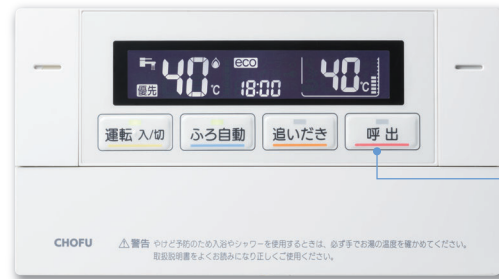 40℃ eco 40℃
優先 18:00
運転 入/切 ふろ自動 追いだき 呼出
CHOFU ⚠警告 やけど予防のため入浴やシャワーを使用するときは、必ず手でお湯の温度を確かめてください。
取扱説明書をよくお読みになり正しくご使用ください。